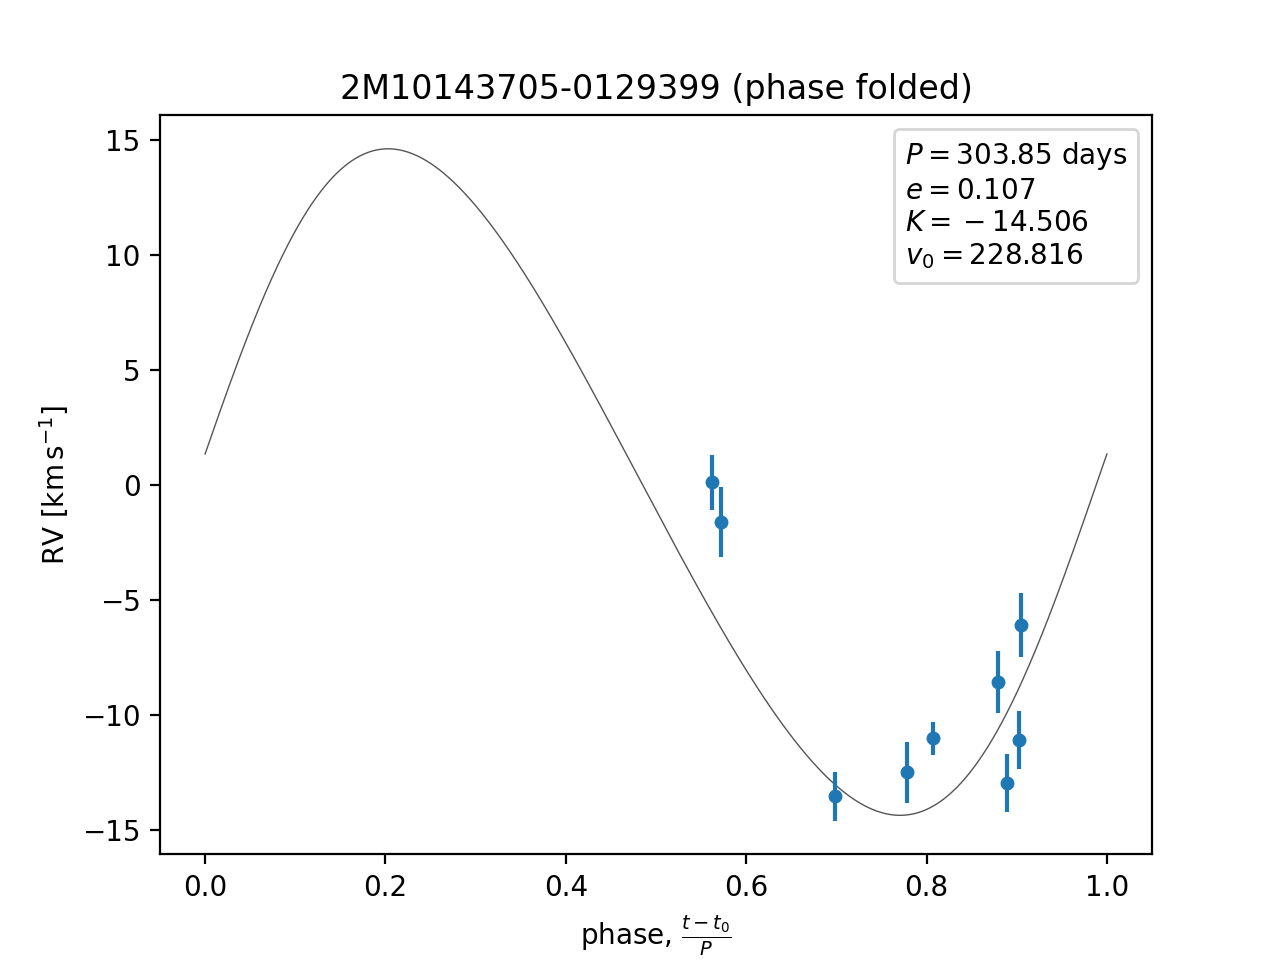 2M10143705-0129399 (phase folded)
P = 303.85 days
e = 0.107
K = −14.506
v₀ = 228.816
15
10
5
0
−5
−10
−15
RV [km s⁻¹]
0.0 0.2 0.4 0.6 0.8 1.0
phase, (t − t₀)/P